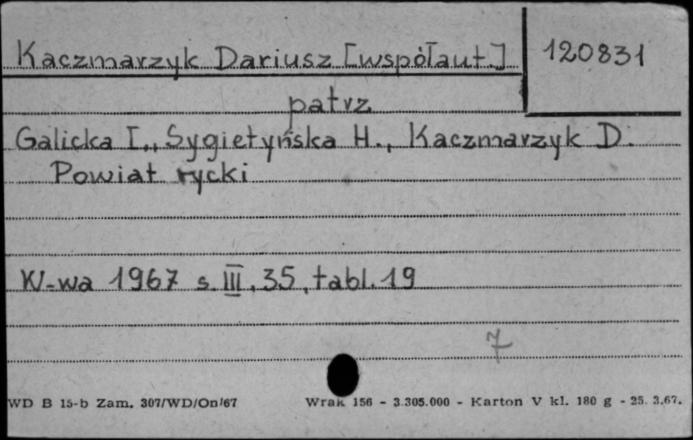 Kaczmarzyk Dariusz [współaut.] 120831
patrz
Galicka I., Sygietyńska H., Kaczmarzyk D.
Powiat rycki
W-wa 1967 s. III, 35, tabl. 19
7
WD B 15-b Zam. 307/WD/On/67 Wrak 156 - 3.305.000 - Karton V kl. 180 g - 25. 3.67.